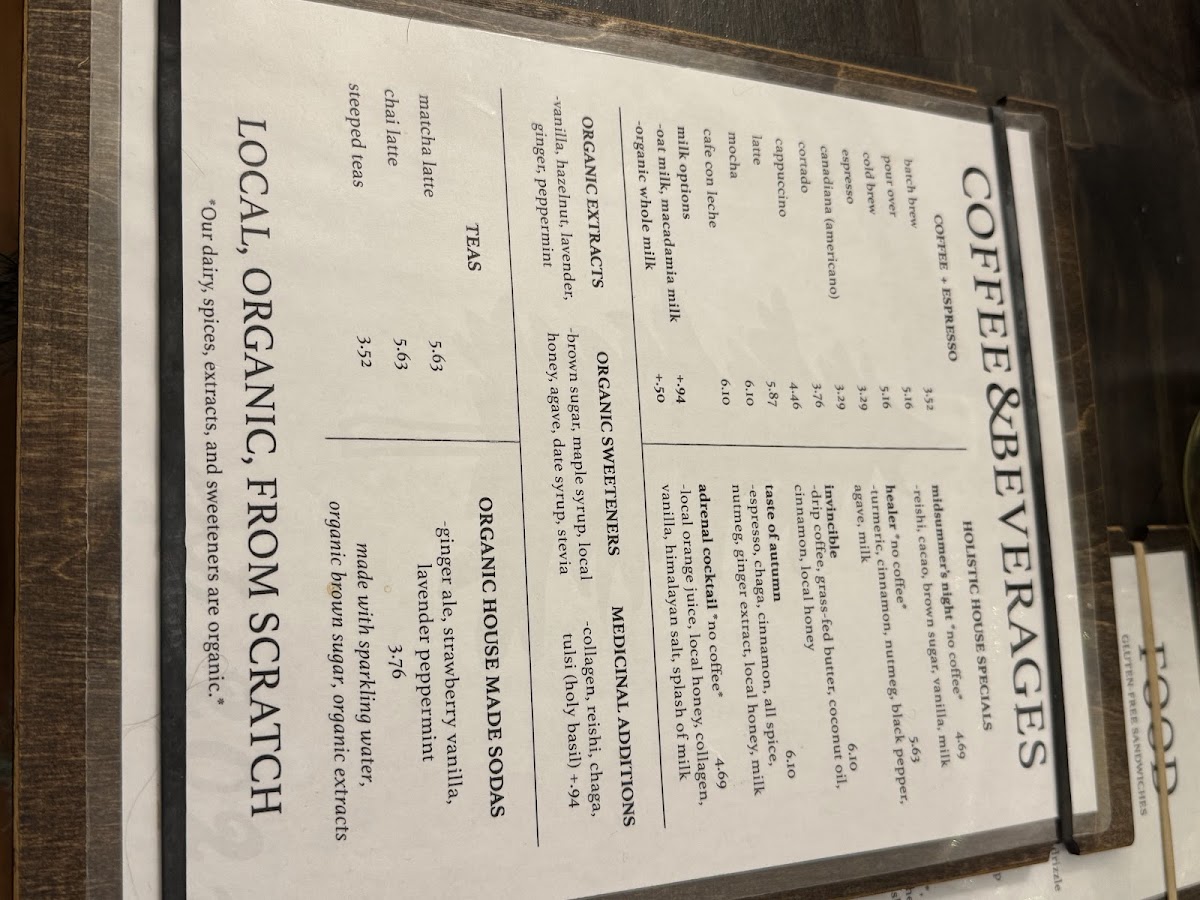 COFFEE & BEVERAGES
COFFEE + ESPRESSO
batch brew 3.52
pour over 5.16
cold brew 5.16
espresso 3.29
canadiana (americano) 3.29
cortado 3.76
cappuccino 4.46
latte 5.87
mocha 6.10
cafe con leche 6.10
milk options
-oat milk, macadamia milk +.94
-organic whole milk +.50
HOLISTIC HOUSE SPECIALS
midsummer's night *no coffee* 4.69
-reishi, cacao, brown sugar, vanilla, milk
healer *no coffee* 5.63
-turmeric, cinnamon, nutmeg, black pepper,
agave, milk
invincible 6.10
-drip coffee, grass-fed butter, coconut oil,
cinnamon, local honey
taste of autumn 6.10
-espresso, chaga, cinnamon, all spice,
nutmeg, ginger extract, local honey, milk
adrenal cocktail *no coffee* 4.69
-local orange juice, local honey, collagen,
vanilla, himalayan salt, splash of milk
ORGANIC EXTRACTS
-vanilla, hazelnut, lavender,
ginger, peppermint
ORGANIC SWEETENERS
-brown sugar, maple syrup, local
honey, agave, date syrup, stevia
MEDICINAL ADDITIONS
-collagen, reishi, chaga,
tulsi (holy basil) +.94
TEAS
matcha latte 5.63
chai latte 5.63
steeped teas 3.52
ORGANIC HOUSE MADE SODAS
-ginger ale, strawberry vanilla,
lavender peppermint
3.76
made with sparkling water,
organic brown sugar, organic extracts
LOCAL, ORGANIC, FROM SCRATCH
*Our dairy, spices, extracts, and sweeteners are organic.*
FOOD
GLUTEN-FREE SANDWICHES
drizzle